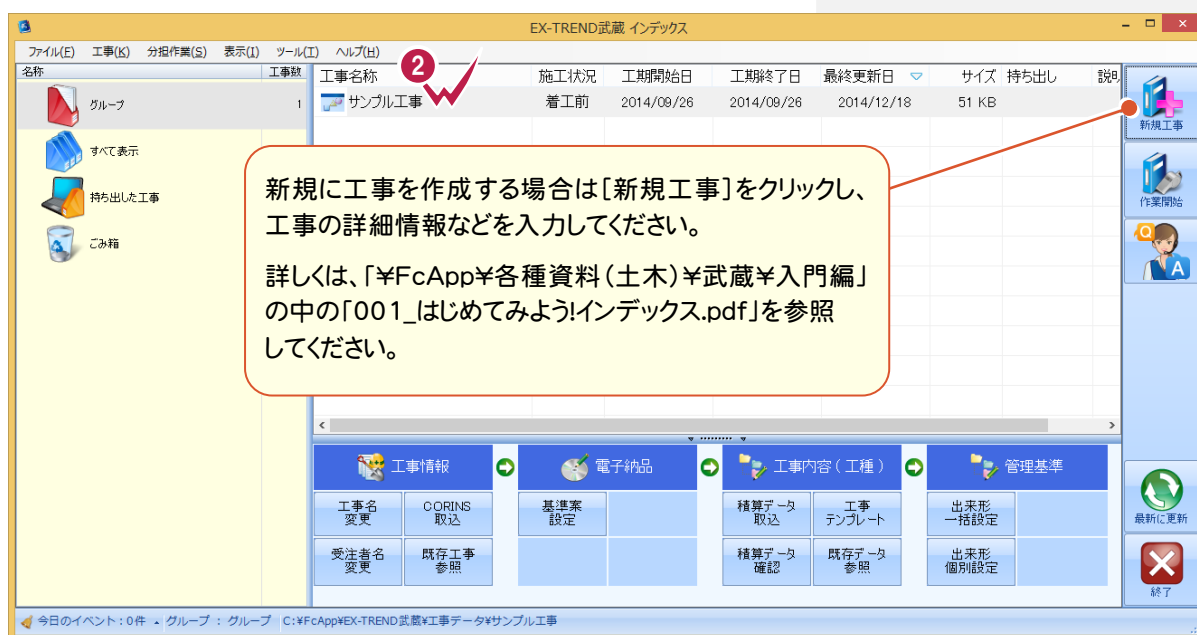 EX-TREND武蔵 インデックス
ファイル(F) 工事(K) 分担作業(S) 表示(I) ツール(T) ヘルプ(H)
名称 工事数
グループ 1
すべて表示
持ち出した工事
ごみ箱
2
工事名称 施工状況 工期開始日 工期終了日 最終更新日 サイズ 持ち出し 説明
サンプル工事 着工前 2014/09/26 2014/09/26 2014/12/18 51 KB
新規に工事を作成する場合は[新規工事]をクリックし、
工事の詳細情報などを入力してください。
詳しくは、「¥FcApp¥各種資料(土木)¥武蔵¥入門編」
の中の「001_はじめてみよう!インデックス.pdf」を参照
してください。
新規工事
作業開始
Q
A
最新に更新
終了
工事情報 電子納品 工事内容(工種) 管理基準
工事名
変更
CORINS
取込
基準案
設定
積算データ
取込
工事
テンプレート
出来形
一括設定
受注者名
変更
既存工事
参照
積算データ
確認
既存データ
参照
出来形
個別設定
今日のイベント:0件 グループ : グループ C:¥FcApp¥EX-TREND武蔵¥工事データ¥サンプル工事